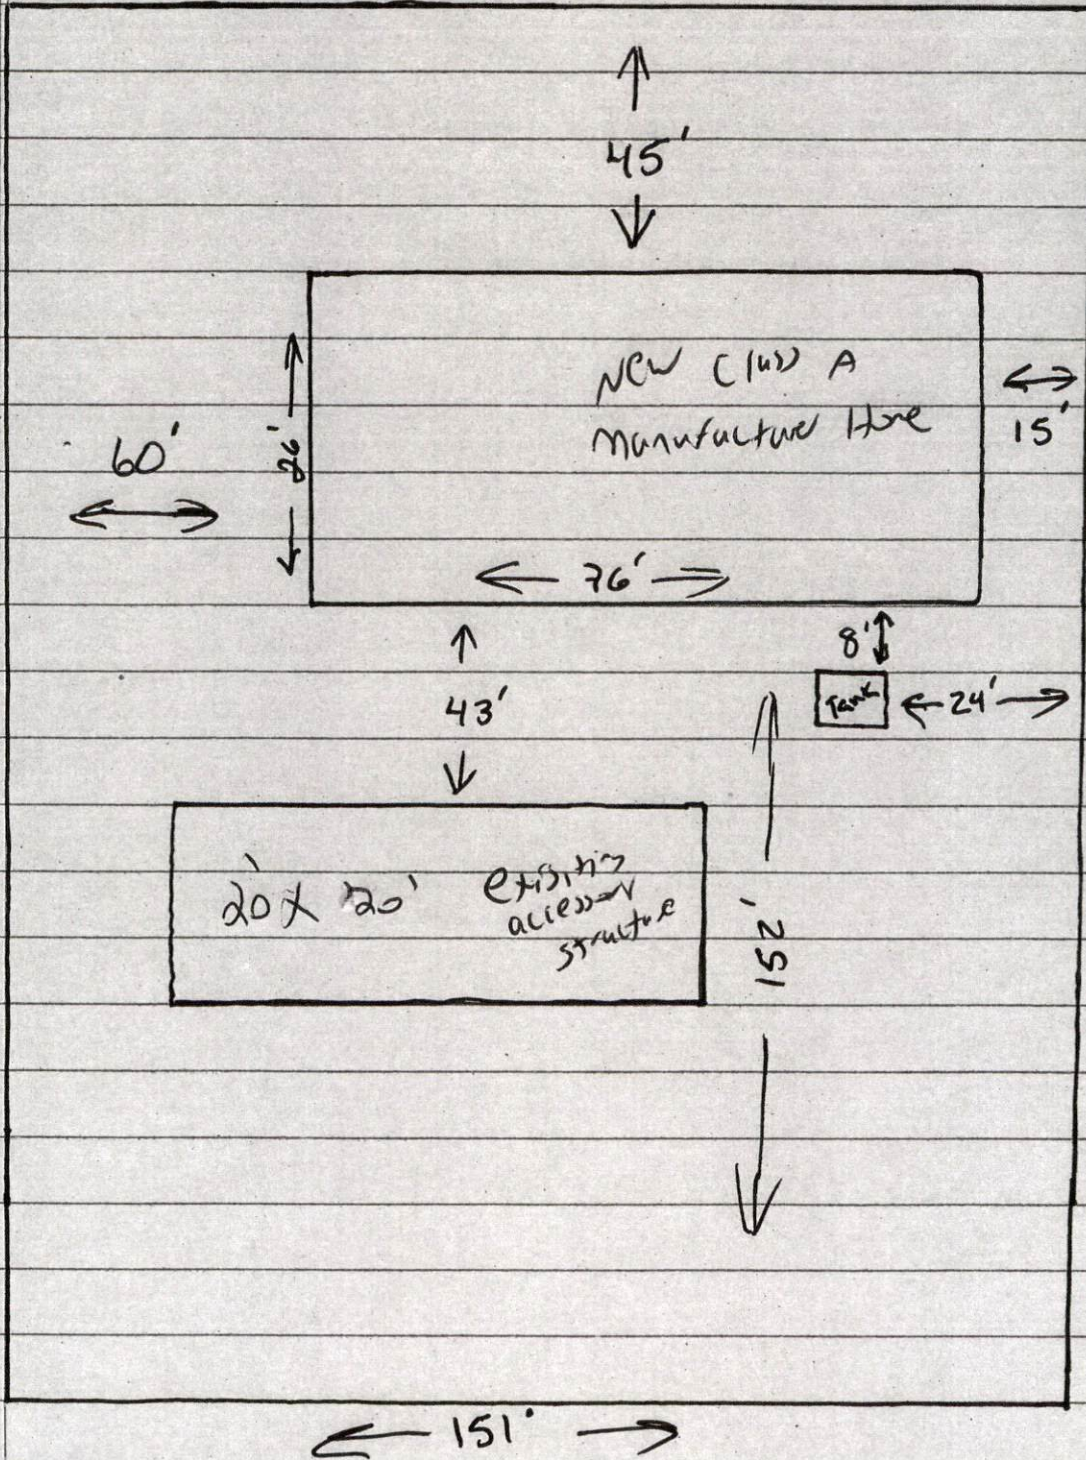 45'
New Class A
Manufacture Home
15'
60'
26'
76'
8'
Tank
24'
43'
20' x 20' existing
accessory
structure
152'
151'